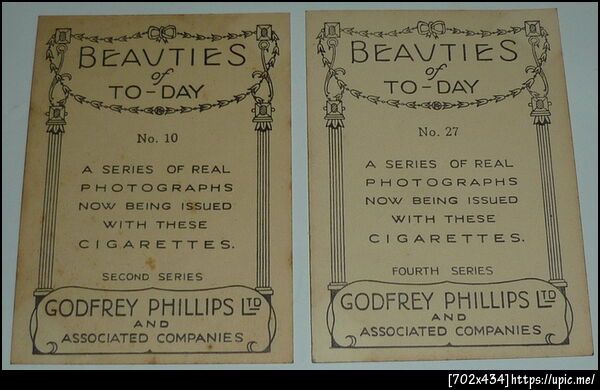 BEAUTIES
of
TO-DAY
No. 10
A SERIES OF REAL
PHOTOGRAPHS
NOW BEING ISSUED
WITH THESE
CIGARETTES.
SECOND SERIES
GODFREY PHILLIPS LTD
AND
ASSOCIATED COMPANIES
BEAUTIES
of
TO-DAY
No. 27
A SERIES OF REAL
PHOTOGRAPHS
NOW BEING ISSUED
WITH THESE
CIGARETTES.
FOURTH SERIES
GODFREY PHILLIPS LTD
AND
ASSOCIATED COMPANIES
[702x434]https://upic.me/